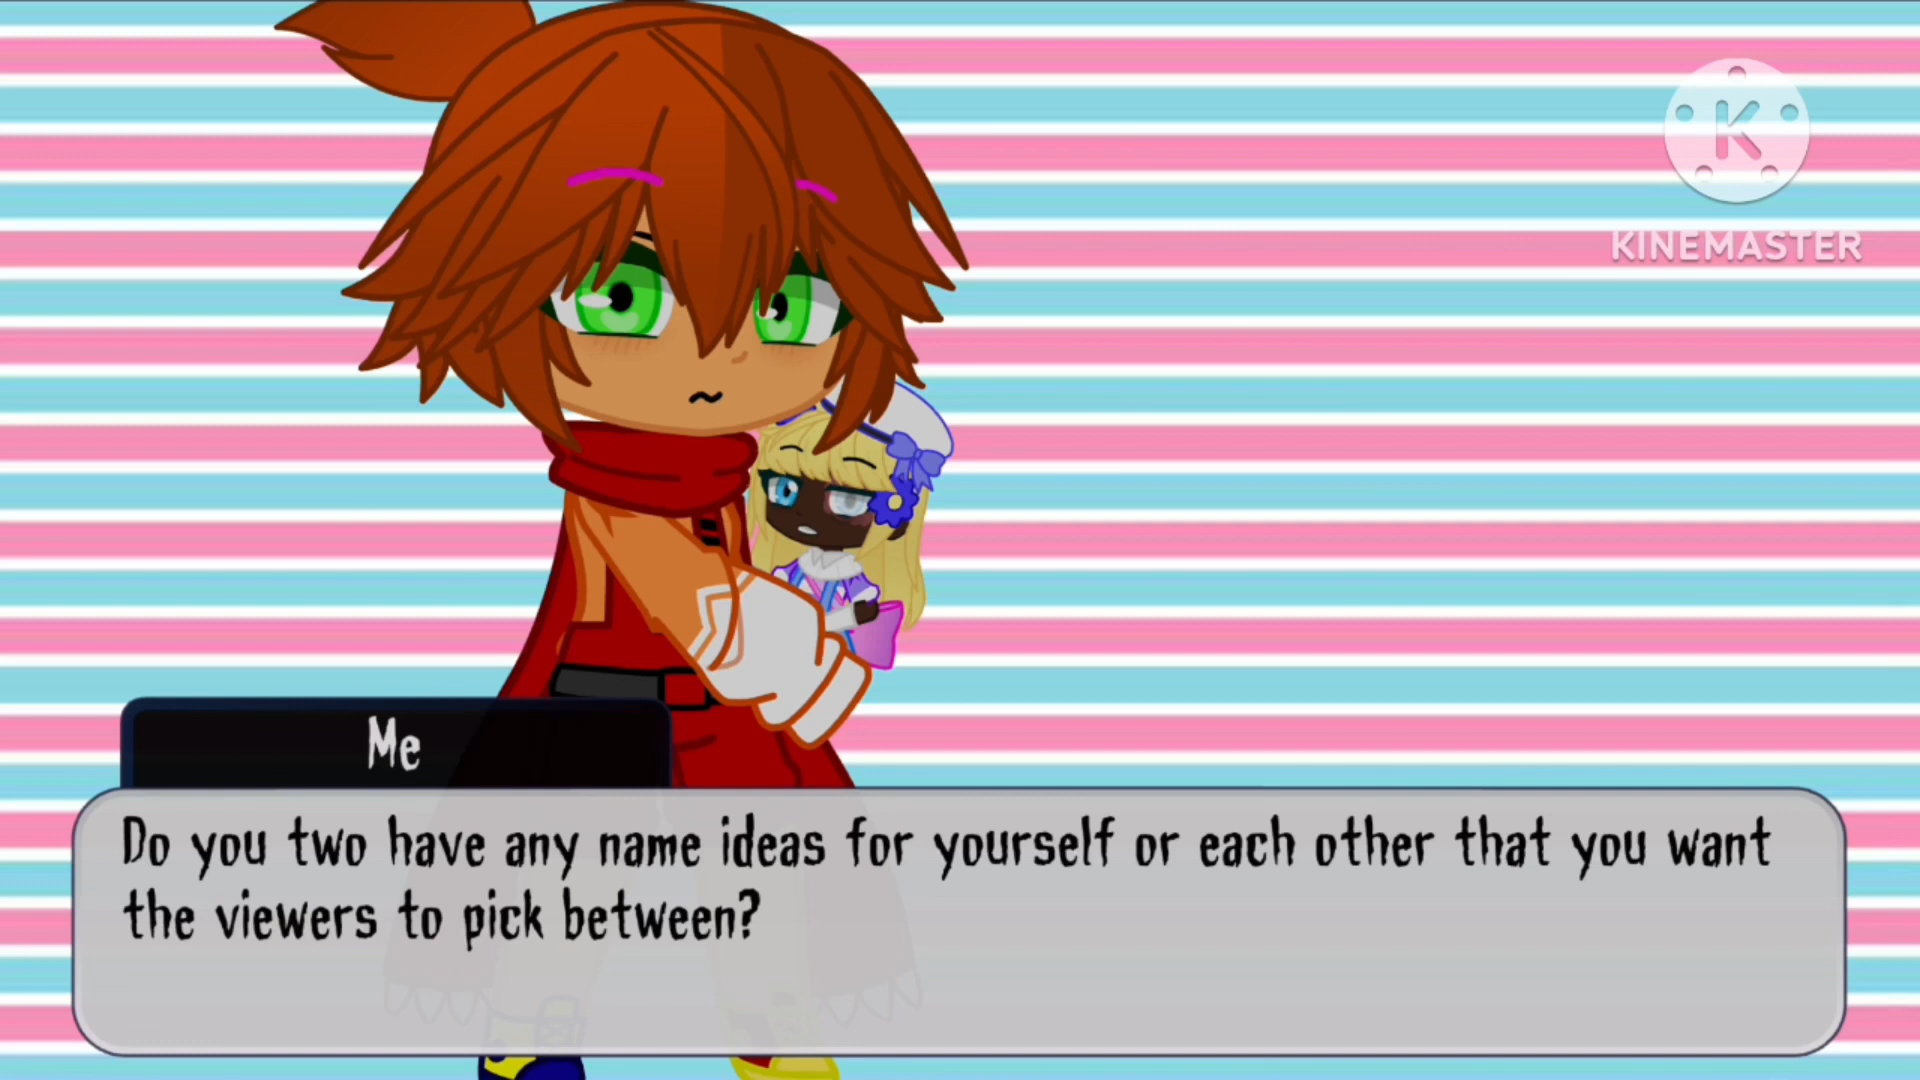 K
KINEMASTER
Me
Do you two have any name ideas for yourself or each other that you want
the viewers to pick between?